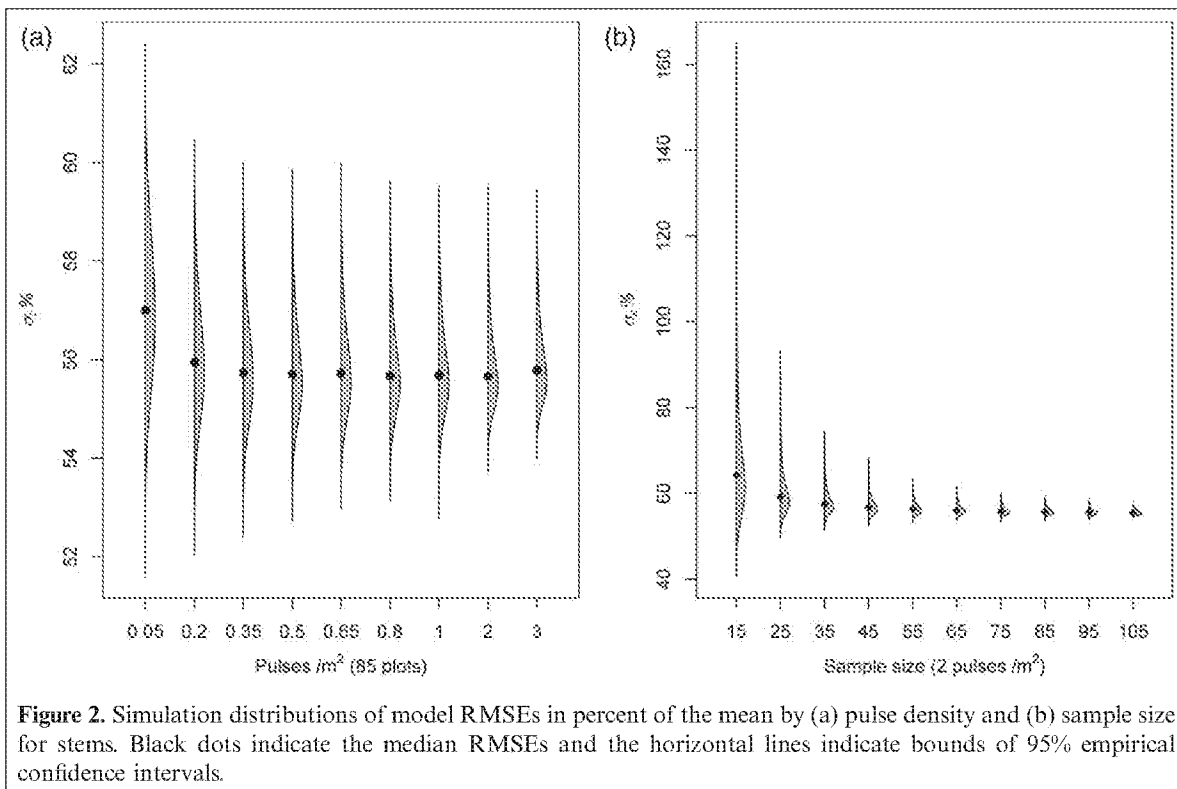 (a)
62
60
58
56
54
52
0.05 0.2 0.35 0.5 0.65 0.8 1 2 3
Pulses /m² (85 plots)
(b)
160
140
120
100
80
60
40
15 25 35 45 55 65 75 85 95 105
Sample size (2 pulses /m²)
Figure 2. Simulation distributions of model RMSEs in percent of the mean by (a) pulse density and (b) sample size
for stems. Black dots indicate the median RMSEs and the horizontal lines indicate bounds of 95% empirical
confidence intervals.